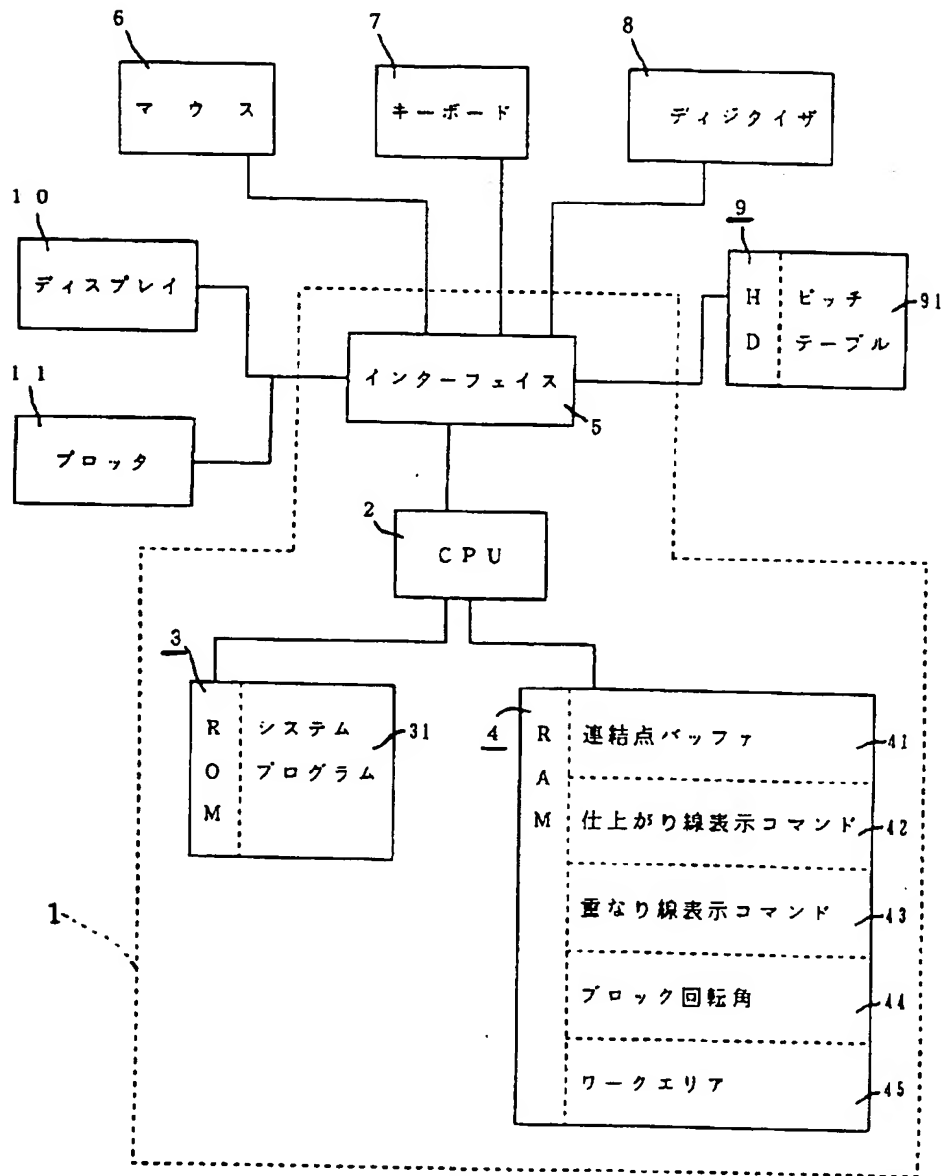 6
マウス
7
キーボード
8
ディジタイザ
10
ディスプレイ
9
HD
ピッチ
テーブル
91
インターフェイス
5
11
プロッタ
2
CPU
3
ROM
システム
プログラム
31
4
RAM
連結点バッファ
41
仕上がり線表示コマンド
42
重なり線表示コマンド
43
ブロック回転角
44
ワークエリア
45
1